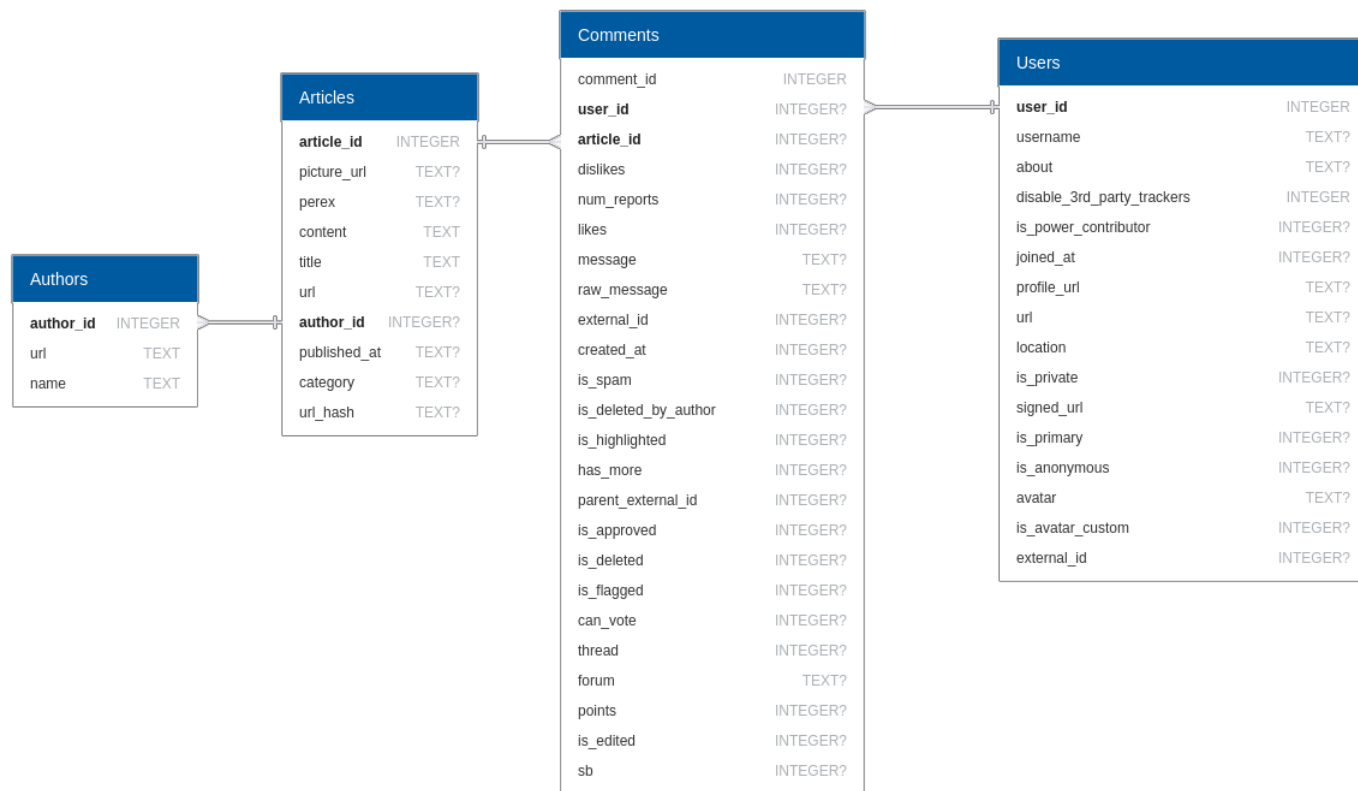 Authors
author_id INTEGER
url TEXT
name TEXT
Articles
article_id INTEGER
picture_url TEXT?
perex TEXT?
content TEXT
title TEXT
url TEXT?
author_id INTEGER?
published_at TEXT?
category TEXT?
url_hash TEXT?
Comments
comment_id INTEGER
user_id INTEGER?
article_id INTEGER?
dislikes INTEGER?
num_reports INTEGER?
likes INTEGER?
message TEXT?
raw_message TEXT?
external_id INTEGER?
created_at INTEGER?
is_spam INTEGER?
is_deleted_by_author INTEGER?
is_highlighted INTEGER?
has_more INTEGER?
parent_external_id INTEGER?
is_approved INTEGER?
is_deleted INTEGER?
is_flagged INTEGER?
can_vote INTEGER?
thread INTEGER?
forum TEXT?
points INTEGER?
is_edited INTEGER?
sb INTEGER?
Users
user_id INTEGER
username TEXT?
about TEXT?
disable_3rd_party_trackers INTEGER
is_power_contributor INTEGER?
joined_at INTEGER?
profile_url TEXT?
url TEXT?
location TEXT?
is_private INTEGER?
signed_url TEXT?
is_primary INTEGER?
is_anonymous INTEGER?
avatar TEXT?
is_avatar_custom INTEGER?
external_id INTEGER?